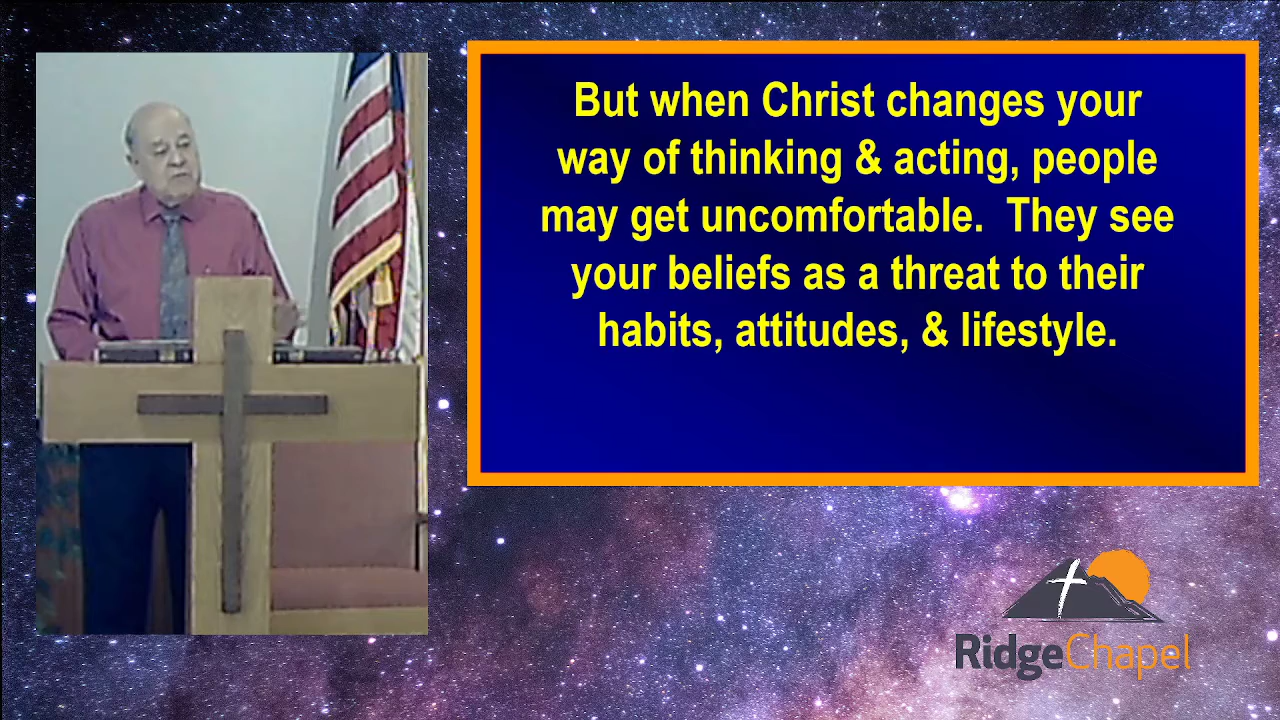 But when Christ changes your
way of thinking & acting, people
may get uncomfortable.  They see
your beliefs as a threat to their
habits, attitudes, & lifestyle.
RidgeChapel